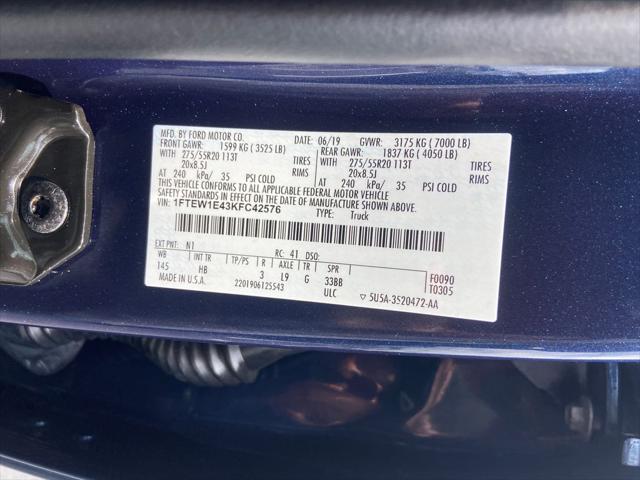 MFD. BY FORD MOTOR CO. DATE: 06/19 GVWR: 3175 KG ( 7000 LB)
FRONT GAWR: 1599 KG ( 3525 LB) REAR GAWR: 1837 KG ( 4050 LB)
WITH 275/55R20 113T TIRES WITH 275/55R20 113T TIRES
20x8.5J RIMS 20x8.5J RIMS
AT 240 kPa/ 35 PSI COLD AT 240 kPa/ 35 PSI COLD
THIS VEHICLE CONFORMS TO ALL APPLICABLE FEDERAL MOTOR VEHICLE
SAFETY STANDARDS IN EFFECT ON THE DATE OF MANUFACTURE SHOWN ABOVE.
VIN: 1FTEW1E43KFC42576 TYPE: Truck
EXT PNT: N1 RC: 41 DSO:
WB INT TR TP/PS R AXLE TR SPR F0090
145 HB 3 L9 G 33BB T0305
MADE IN U.S.A. 2201906125543 ULC ▽ 5U5A-3520472-AA